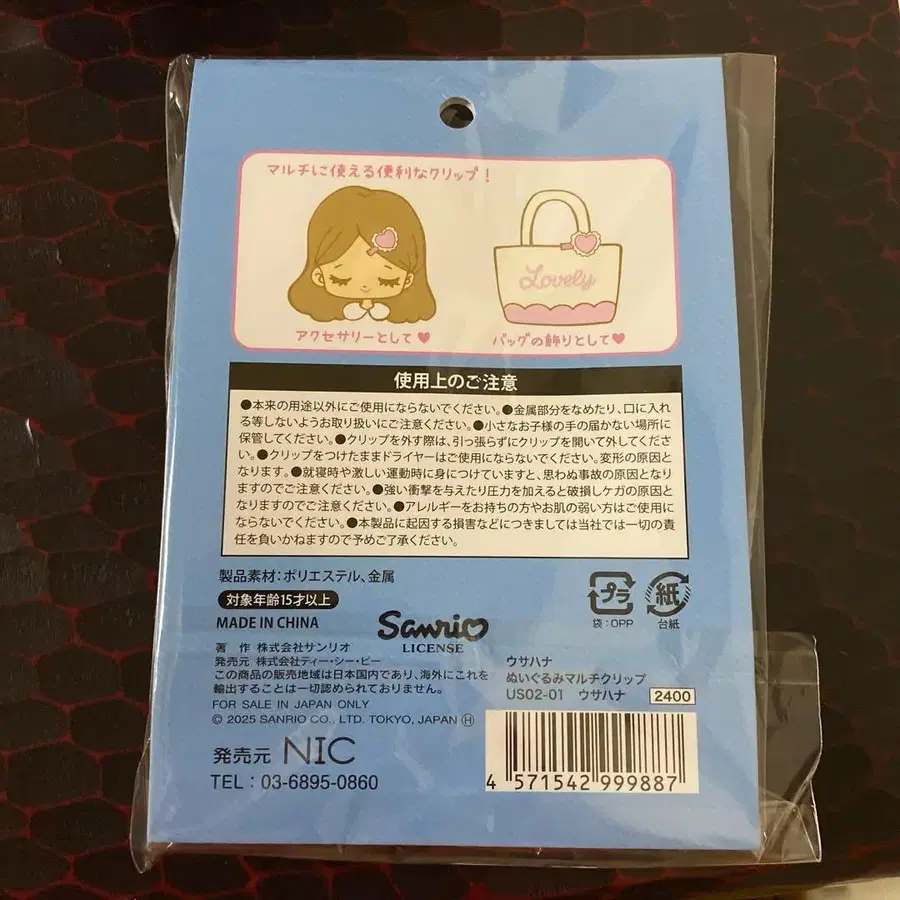 マルチに使える便利なクリップ!
Lovely
アクセサリーとして♥
バッグの飾りとして♥
使用上のご注意
●本来の用途以外にご使用にならないでください。●金属部分をなめたり、口に入れ
る等しないようお取り扱いにご注意ください。●小さなお子様の手の届かない場所に
保管してください。●クリップを外す際は、引っ張らずにクリップを開いて外してくださ
い。●クリップをつけたままドライヤーはご使用にならないでください。変形の原因と
なります。●就寝時や激しい運動時に身につけていますと、思わぬ事故の原因となり
ますのでご注意ください。●強い衝撃を与えたり圧力を加えると破損しケガの原因と
なりますのでご注意ください。●アレルギーをお持ちの方やお肌の弱い方はご使用に
ならないでください。●本製品に起因する損害などにつきましては当社では一切の責
任を負いかねますので予めご了承ください。
製品素材:ポリエステル、金属
対象年齢15才以上
MADE IN CHINA
Sanrio
LICENSE
プラ
袋:OPP
紙
台紙
著 作 株式会社サンリオ
発売元 株式会社ティー・シー・ピー
この商品の販売地域は日本国内であり、海外にこれを
輸出することは一切認められておりません。
FOR SALE IN JAPAN ONLY
© 2025 SANRIO CO., LTD. TOKYO, JAPAN Ⓗ
ウサハナ
ぬいぐるみマルチクリップ
US02-01 ウサハナ 2400
発売元 NIC
TEL:03-6895-0860
4 571542 999887